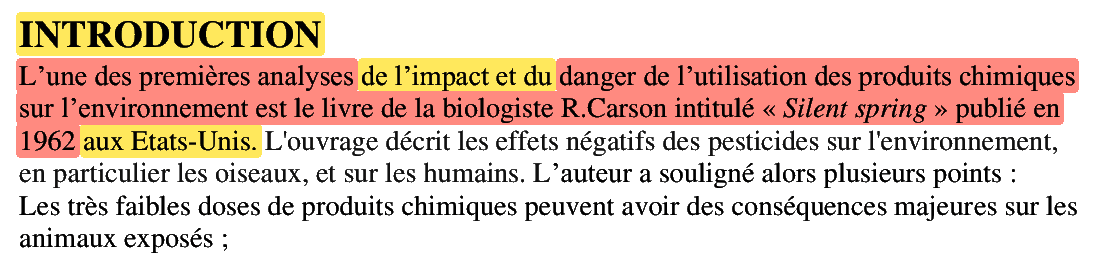 INTRODUCTION
L’une des premières analyses de l’impact et du danger de l’utilisation des produits chimiques
sur l’environnement est le livre de la biologiste R.Carson intitulé « Silent spring » publié en
1962 aux Etats-Unis. L'ouvrage décrit les effets négatifs des pesticides sur l'environnement,
en particulier les oiseaux, et sur les humains. L’auteur a souligné alors plusieurs points :
Les très faibles doses de produits chimiques peuvent avoir des conséquences majeures sur les
animaux exposés ;